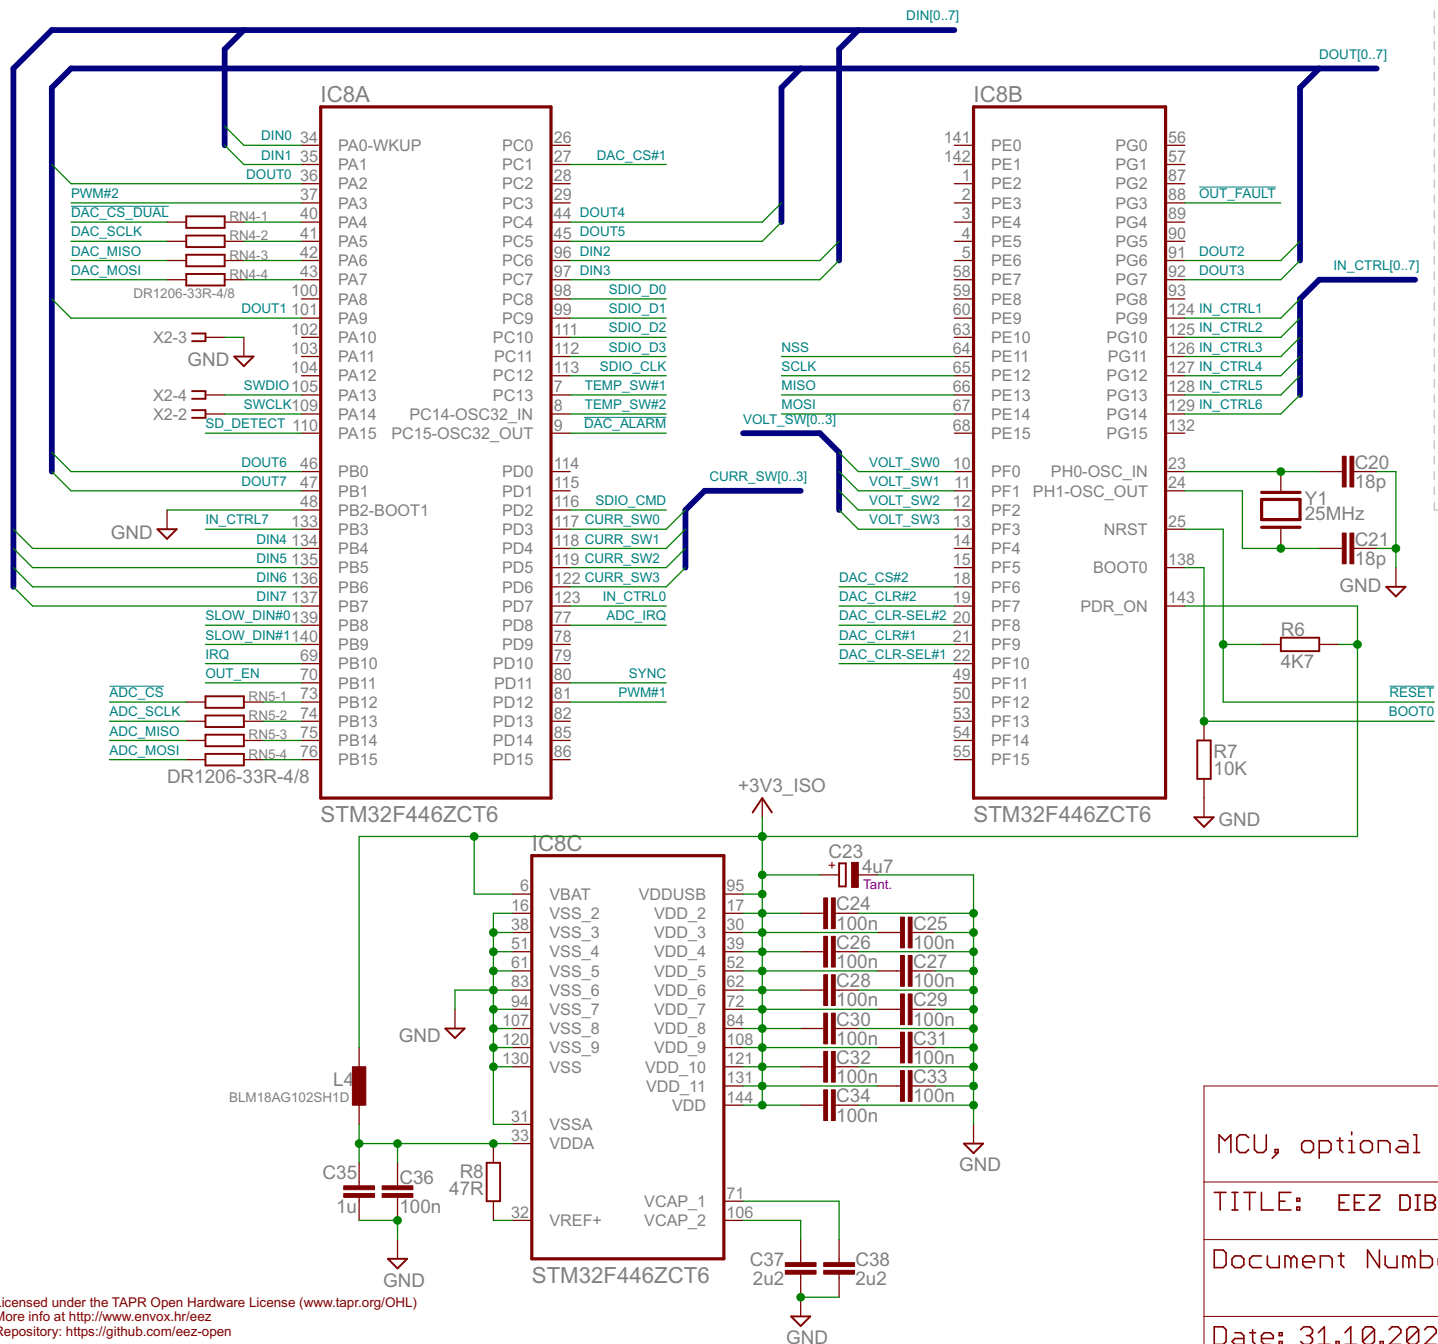 DIN[0..7]
DOUT[0..7]
IC8A
DIN0 34 PA0-WKUP PC0 26
DIN1 35 PA1 PC1 27 DAC_CS#1
DOUT0 36 PA2 PC2 28
PWM#2 37 PA3 PC3 29
DAC_CS_DUAL RN4-1 40 PA4 PC4 44 DOUT4
DAC_SCLK RN4-2 41 PA5 PC5 45 DOUT5
DAC_MISO RN4-3 42 PA6 PC6 96 DIN2
DAC_MOSI RN4-4 43 PA7 PC7 97 DIN3
DR1206-33R-4/8 100 PA8 PC8 98 SDIO_D0
DOUT1 101 PA9 PC9 99 SDIO_D1
X2-3 102 PA10 PC10 111 SDIO_D2
GND 103 PA11 PC11 112 SDIO_D3
104 PA12 PC12 113 SDIO_CLK
X2-4 SWDIO 105 PA13 PC13 7 TEMP_SW#1
X2-2 SWCLK 109 PA14 PC14-OSC32_IN 8 TEMP_SW#2
SD_DETECT 110 PA15 PC15-OSC32_OUT 9 DAC_ALARM
DOUT6 46 PB0 PD0 114
DOUT7 47 PB1 PD1 115
GND 48 PB2-BOOT1 PD2 116 SDIO_CMD
IN_CTRL7 133 PB3 PD3 117 CURR_SW0
DIN4 134 PB4 PD4 118 CURR_SW1
DIN5 135 PB5 PD5 119 CURR_SW2
DIN6 136 PB6 PD6 122 CURR_SW3
DIN7 137 PB7 PD7 123 IN_CTRL0
SLOW_DIN#0 139 PB8 PD8 77 ADC_IRQ
SLOW_DIN#1 140 PB9 PD9 78
IRQ 69 PB10 PD10 79
OUT_EN 70 PB11 PD11 80 SYNC
ADC_CS RN5-1 73 PB12 PD12 81 PWM#1
ADC_SCLK RN5-2 74 PB13 PD13 82
ADC_MISO RN5-3 75 PB14 PD14 85
ADC_MOSI RN5-4 76 PB15 PD15 86
DR1206-33R-4/8
STM32F446ZCT6
CURR_SW[0..3]
IC8B
141 PE0 PG0 56
142 PE1 PG1 57
1 PE2 PG2 87
2 PE3 PG3 88 OUT_FAULT
3 PE4 PG4 89
4 PE5 PG5 90
5 PE6 PG6 91 DOUT2
58 PE7 PG7 92 DOUT3
59 PE8 PG8 93
60 PE9 PG9 124 IN_CTRL1
63 PE10 PG10 125 IN_CTRL2
NSS 64 PE11 PG11 126 IN_CTRL3
SCLK 65 PE12 PG12 127 IN_CTRL4
MISO 66 PE13 PG13 128 IN_CTRL5
MOSI 67 PE14 PG14 129 IN_CTRL6
68 PE15 PG15 132
IN_CTRL[0..7]
VOLT_SW[0..3]
VOLT_SW0 10 PF0 PH0-OSC_IN 23
VOLT_SW1 11 PF1 PH1-OSC_OUT 24
VOLT_SW2 12 PF2
VOLT_SW3 13 PF3 NRST 25
14 PF4
15 PF5 BOOT0 138
DAC_CS#2 18 PF6
DAC_CLR#2 19 PF7 PDR_ON 143
DAC_CLR-SEL#2 20 PF8
DAC_CLR#1 21 PF9
DAC_CLR-SEL#1 22 PF10
49 PF11
50 PF12
53 PF13
54 PF14
55 PF15
STM32F446ZCT6
C20
18p
Y1
25MHz
C21
18p
GND
R6
4K7
RESET
BOOT0
R7
10K
GND
+3V3_ISO
IC8C
6 VBAT VDDUSB 95
16 VSS_2 VDD_2 17
38 VSS_3 VDD_3 30
51 VSS_4 VDD_4 39
61 VSS_5 VDD_5 52
83 VSS_6 VDD_6 62
94 VSS_7 VDD_7 72
107 VSS_8 VDD_8 84
120 VSS_9 VDD_9 108
130 VSS VDD_10 121
VDD_11 131
VDD 144
31 VSSA
33 VDDA
VCAP_1 71
32 VREF+ VCAP_2 106
STM32F446ZCT6
GND
C23
+ 4u7
Tant.
C24
100n
C25
100n
C26
100n
C27
100n
C28
100n
C29
100n
C30
100n
C31
100n
C32
100n
C33
100n
C34
100n
GND
L4
BLM18AG102SH1D
C35
1u
C36
100n
R8
47R
GND
C37
2u2
C38
2u2
GND
MCU, optional
TITLE: EEZ DIB
Document Numb
Date: 31.10.202
Licensed under the TAPR Open Hardware License (www.tapr.org/OHL)
More info at http://www.envox.hr/eez
Repository: https://github.com/eez-open